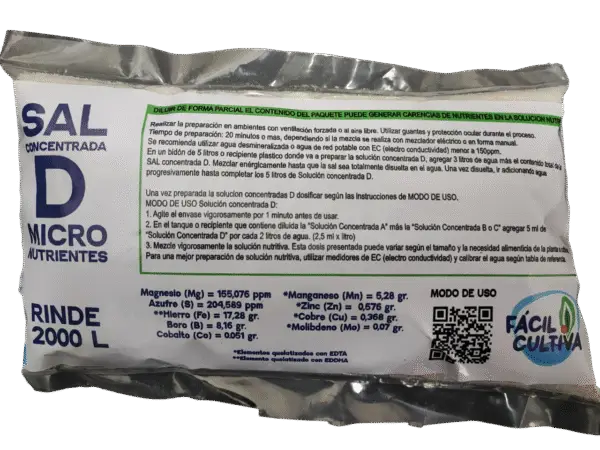 SAL
CONCENTRADA
D
MICRO
NUTRIENTES
RINDE
2000 L
DILUIR DE FORMA PARCIAL EL CONTENIDO DEL PAQUETE PUEDE GENERAR CARENCIAS DE NUTRIENTES EN LA SOLUCIÓN
Realizar la preparación en ambientes con ventilación forzada o al aire libre. Utilizar guantes y protección ocular durante el proceso.
Tiempo de preparación: 20 minutos o mas, dependiendo si la mezcla se realiza con mezclador eléctrico o en forma manual.
Se recomienda utilizar agua desmineralizada o agua de red potable con EC (electro conductividad) menor a 150ppm.
En un bidón de 5 litros o recipiente plastico donde va a preparar la solución concentrada D, agregar 3 litros de agua más el contenido total
SAL concentrada D. Mezclar enérgicamente hasta que la sal sea totalmente disuelta en el agua. Una vez disuelta, ir adicionando agua
progresivamente hasta completar los 5 litros de Solución concentrada D.
Una vez preparada la solucion concentradas D dosificar según las instrucciones de MODO DE USO.
MODO DE USO Solución concentrada D:
1. Agite el envase vigorosamente por 1 minuto antes de usar.
2. En el tanque o recipiente que contiene diluida la "Solución Concentrada A" más la "Solución Concentrada B o C" agregar 5 ml de
"Solución Concentrada D" por cada 2 litros de agua. (2,5 ml x litro)
3. Mezcle vigorosamente la solución nutritiva. Esta dosis presentada puede variar según el tamaño y la necesidad alimenticia de la planta
Para una mejor preparación de solución nutritiva, utilizar medidores de EC (electro conductividad) y calibrar el agua según tabla de
Magnesio (Mg) = 155,076 ppm
Azufre (S) = 204,589 ppm
**Hierro (Fe) = 17,28 gr.
Boro (B) = 8,16 gr.
Cobalto (Co) = 0,051 gr.
*Manganeso (Mn) = 5,28 gr.
*Zinc (Zn) = 0,576 gr.
*Cobre (Cu) = 0,368 gr.
*Molibdeno (Mo) = 0,07 gr.
*Elementos quelatizados con EDTA
**Elemento quelatizado con EDDHA
MODO DE USO
FÁCIL
CULTIVA